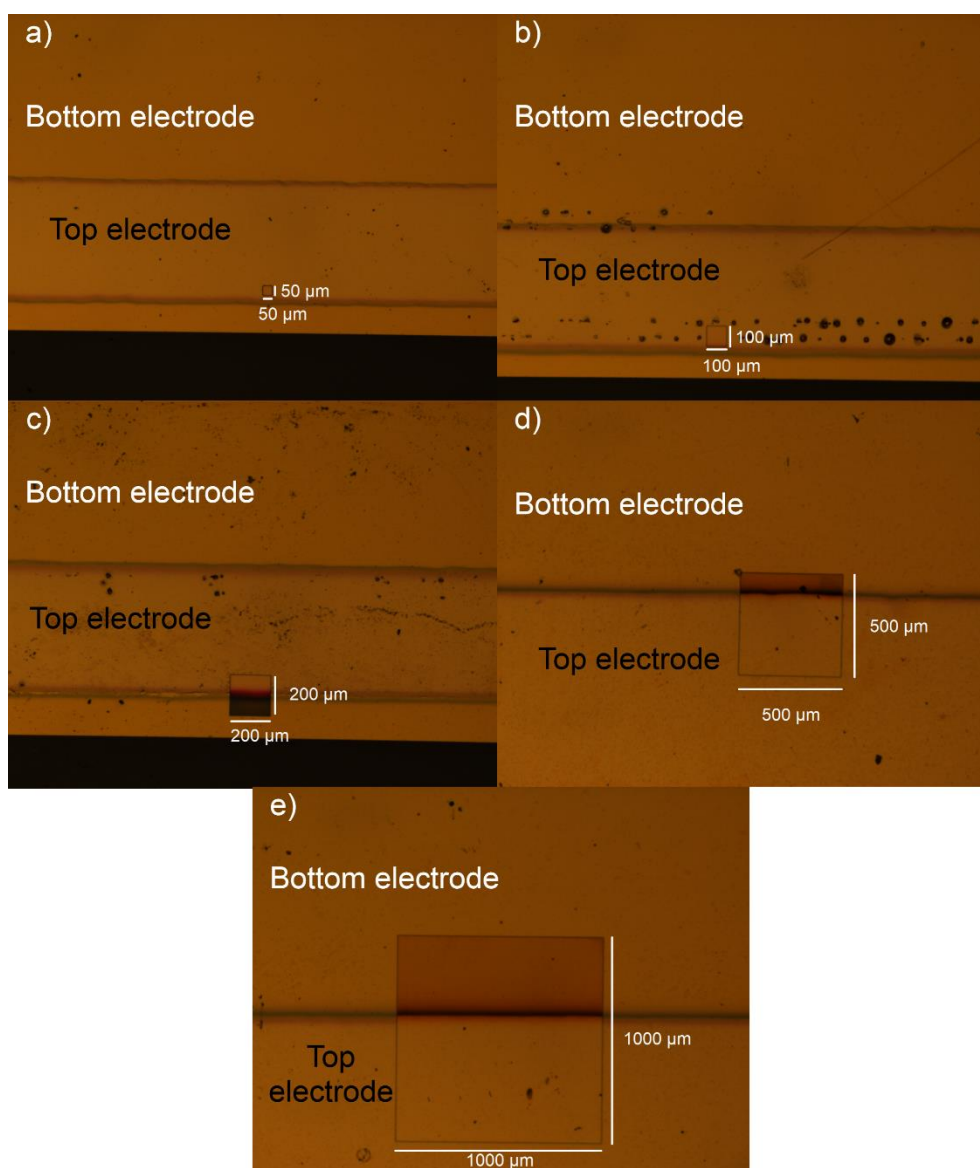 a)
Bottom electrode
Top electrode
50 µm
50 µm
b)
Bottom electrode
Top electrode
100 µm
100 µm
c)
Bottom electrode
Top electrode
200 µm
200 µm
d)
Bottom electrode
Top electrode
500 µm
500 µm
e)
Bottom electrode
Top
electrode
1000 µm
1000 µm